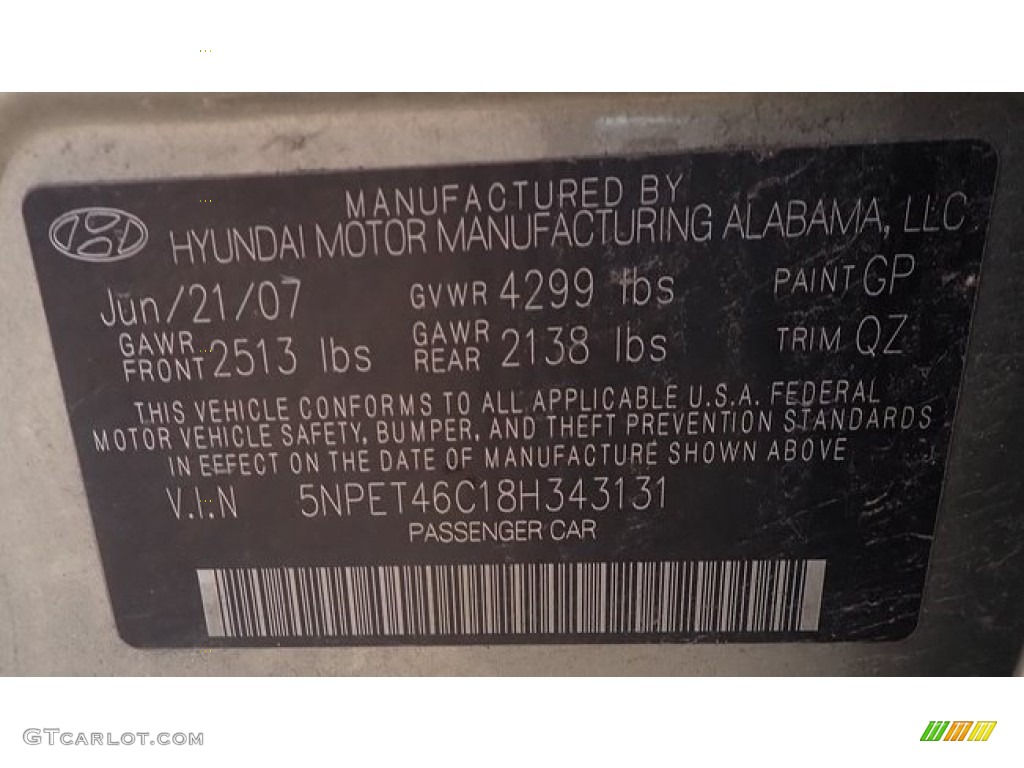 MANUFACTURED BY
HYUNDAI MOTOR MANUFACTURING ALABAMA, LLC
Jun/21/07 GVWR 4299 lbs PAINT GP
GAWR FRONT 2513 lbs GAWR REAR 2138 lbs TRIM QZ
THIS VEHICLE CONFORMS TO ALL APPLICABLE U.S.A. FEDERAL
MOTOR VEHICLE SAFETY, BUMPER, AND THEFT PREVENTION STANDARDS
IN EFFECT ON THE DATE OF MANUFACTURE SHOWN ABOVE
V.I.N 5NPET46C18H343131
PASSENGER CAR
GTCARLOT.COM